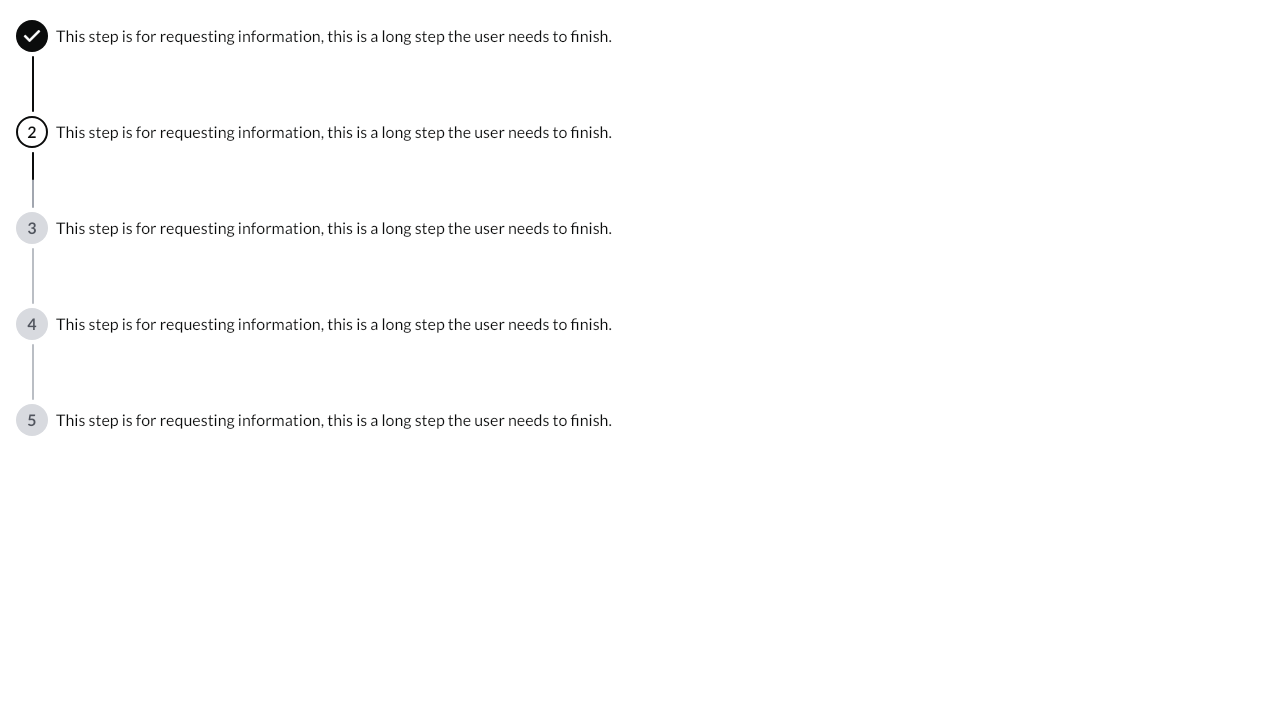 This step is for requesting information, this is a long step the user needs to finish.
2 This step is for requesting information, this is a long step the user needs to finish.
3 This step is for requesting information, this is a long step the user needs to finish.
4 This step is for requesting information, this is a long step the user needs to finish.
5 This step is for requesting information, this is a long step the user needs to finish.